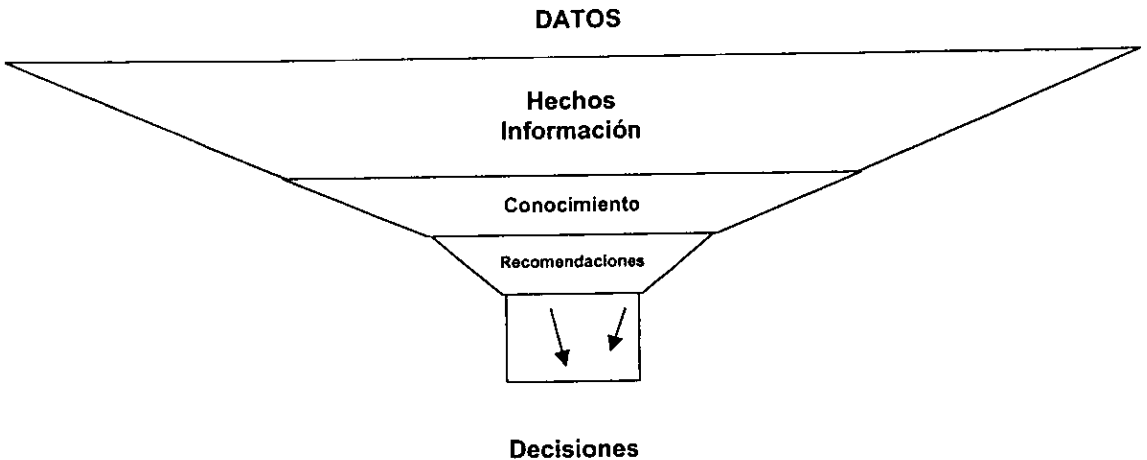 DATOS
Hechos
Información
Conocimiento
Recomendaciones
Decisiones